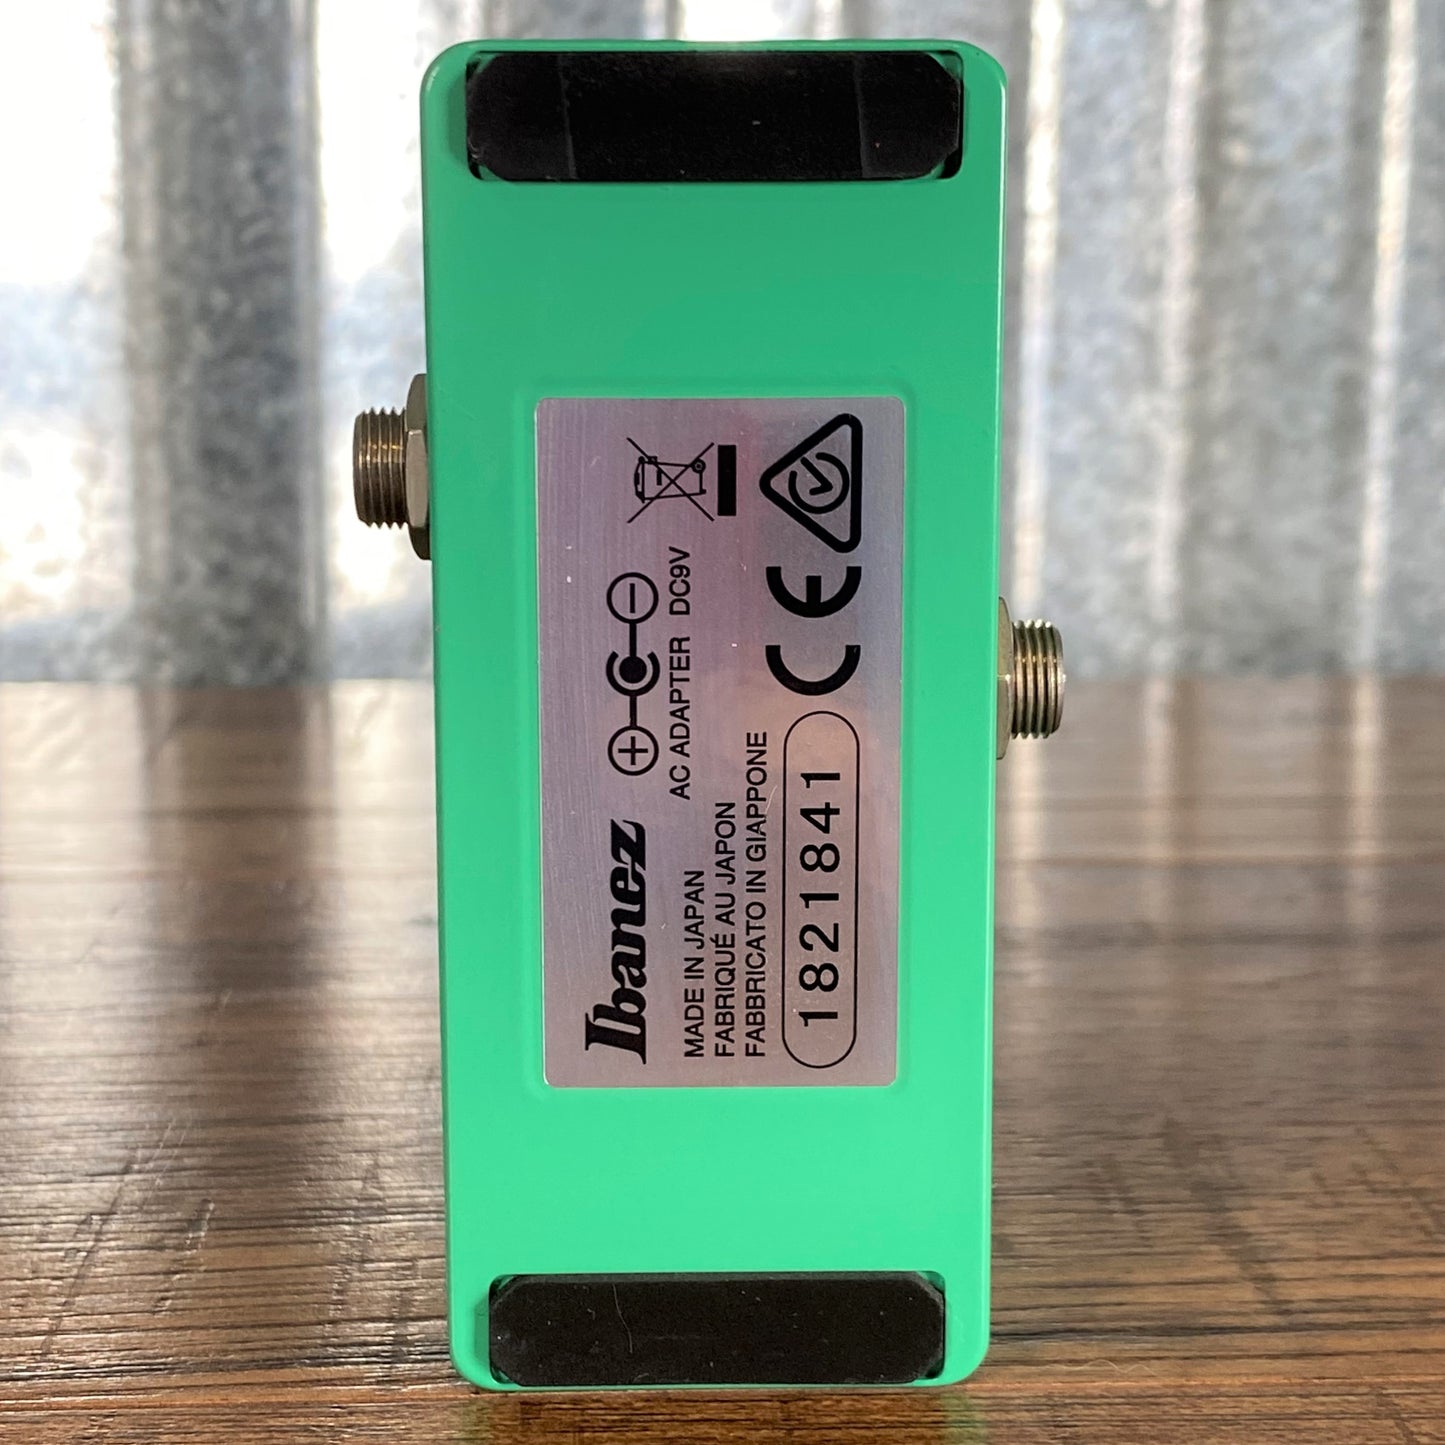 Ibanez
AC ADAPTER DC9V
MADE IN JAPAN
FABRIQUÉ AU JAPON
FABBRICATO IN GIAPPONE
1821841
CE